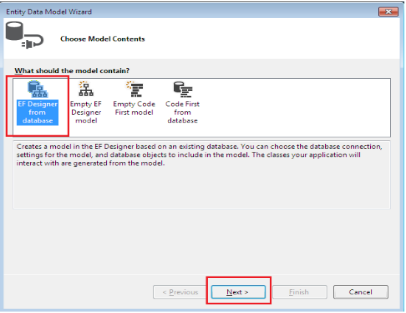 Entity Data Model Wizard
Choose Model Contents
What should the model contain?
EF Designer
from
database
Empty EF
Designer
model
Empty Code
First model
Code First
from
database
Creates a model in the EF Designer based on an existing database. You can choose the database connection,
settings for the model, and database objects to include in the model. The classes your application will
interact with are generated from the model.
< Previous
Next >
Finish
Cancel